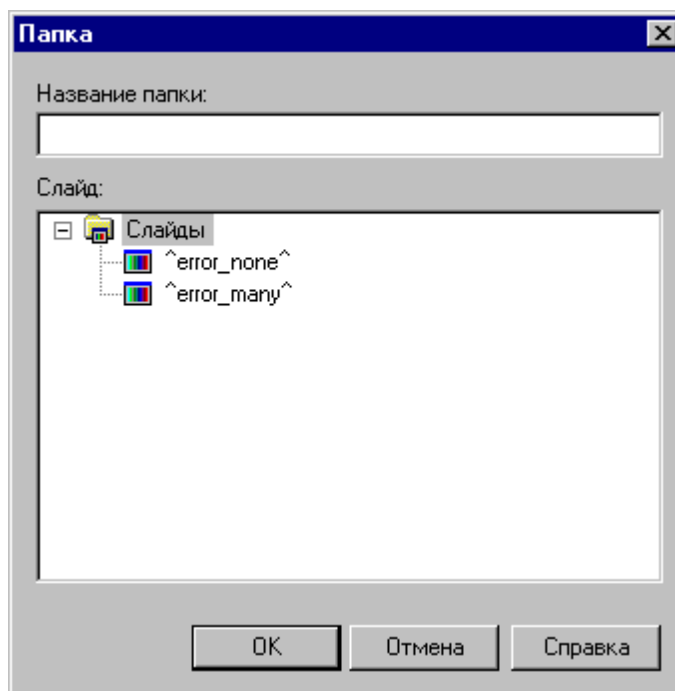 Папка
Название папки:
Слайд:
Слайды
^error_none^
^error_many^
OK
Отмена
Справка